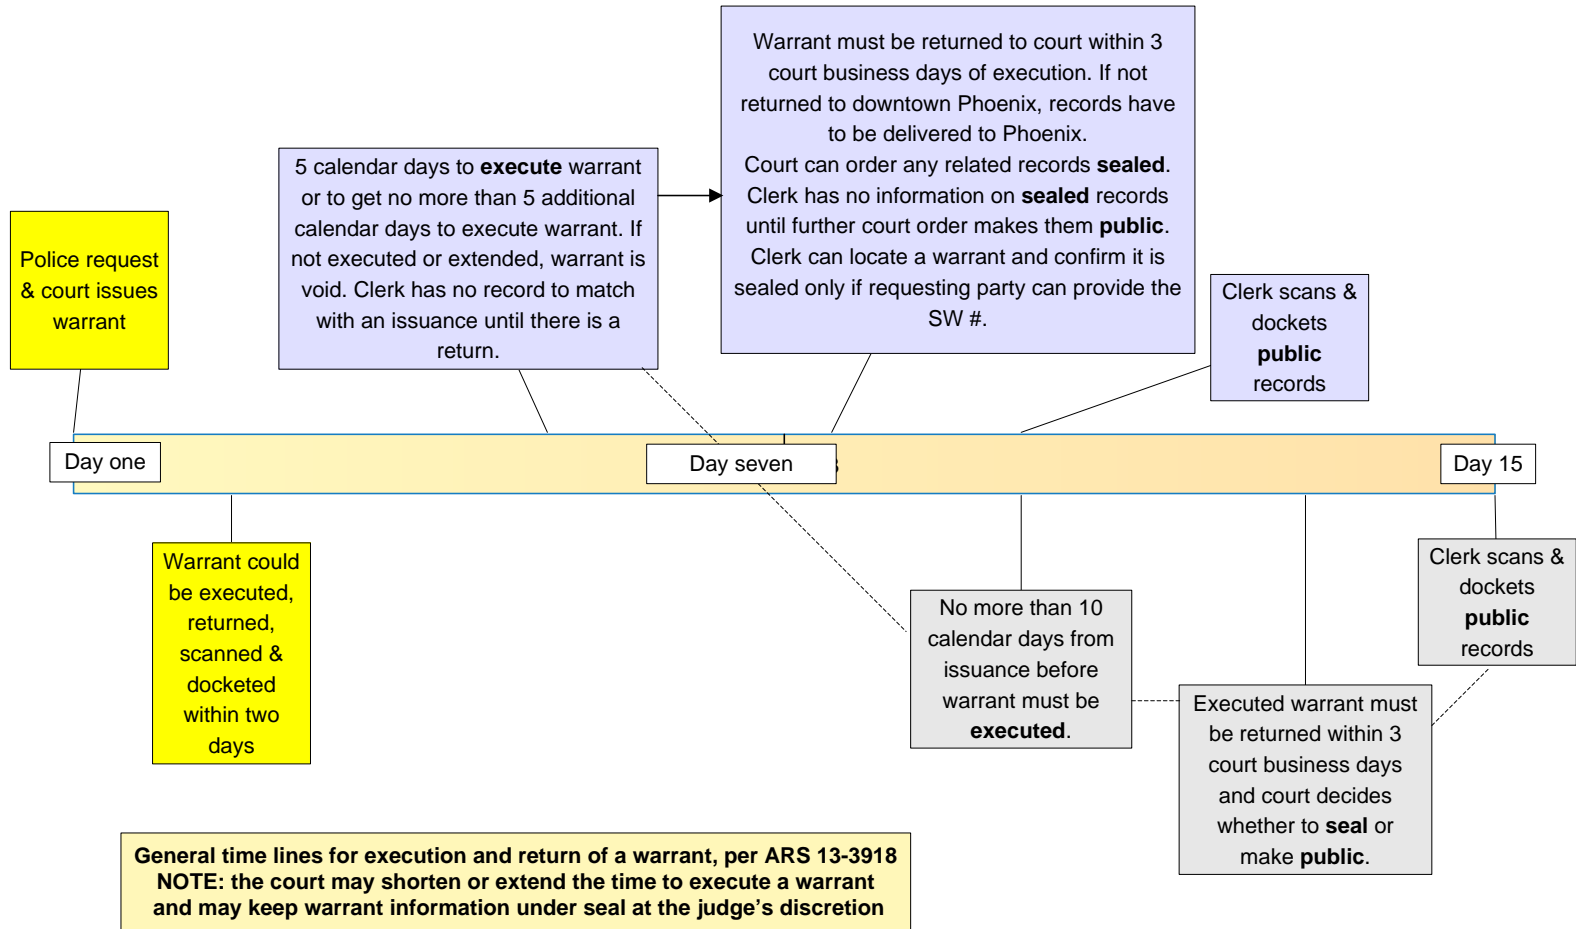 Warrant must be returned to court within 3
court business days of execution. If not
returned to downtown Phoenix, records have
to be delivered to Phoenix.
Court can order any related records sealed.
Clerk has no information on sealed records
until further court order makes them public.
Clerk can locate a warrant and confirm it is
sealed only if requesting party can provide the
SW #.
5 calendar days to execute warrant
or to get no more than 5 additional
calendar days to execute warrant. If
not executed or extended, warrant is
void. Clerk has no record to match
with an issuance until there is a
return.
Police request
& court issues
warrant
Clerk scans &
dockets
public
records
Day one
Day seven
Day 15
Warrant could
be executed,
returned,
scanned &
docketed
within two
days
No more than 10
calendar days from
issuance before
warrant must be
executed.
Executed warrant must
be returned within 3
court business days
and court decides
whether to seal or
make public.
Clerk scans &
dockets
public
records
General time lines for execution and return of a warrant, per ARS 13-3918
NOTE: the court may shorten or extend the time to execute a warrant
and may keep warrant information under seal at the judge's discretion